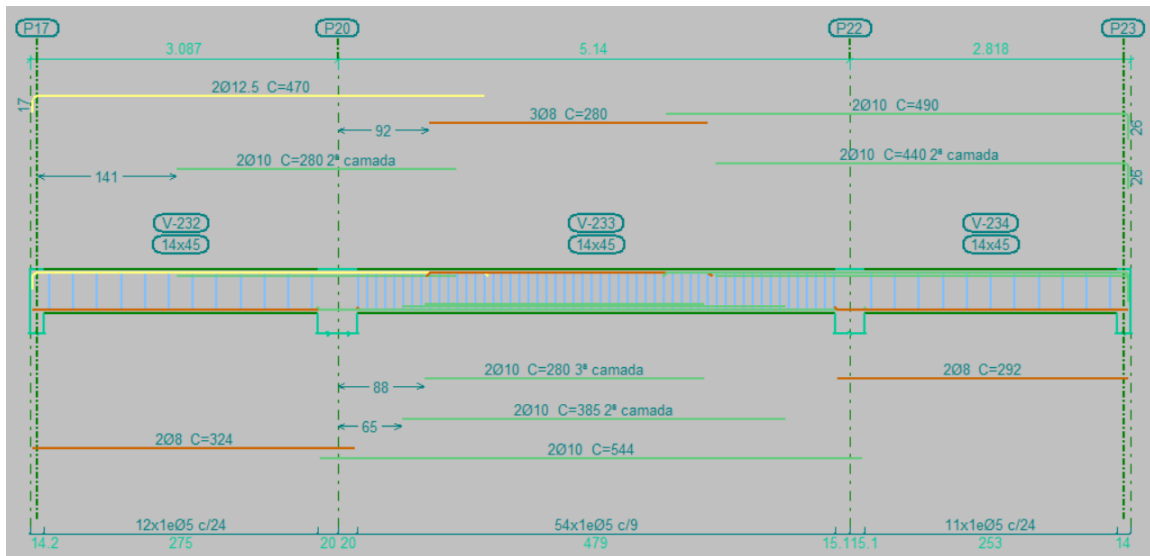 P17 P20 P22 P23
3.087 5.14 2.818
2Ø12.5 C=470
17
3Ø8 C=280
2Ø10 C=490
92
26
2Ø10 C=280 2ª camada
2Ø10 C=440 2ª camada
141
26
V-232 V-233 V-234
14x45 14x45 14x45
2Ø10 C=280 3ª camada
2Ø8 C=292
88
2Ø10 C=385 2ª camada
65
2Ø8 C=324
2Ø10 C=544
12x1eØ5 c/24 54x1eØ5 c/9 11x1eØ5 c/24
14.2 275 20 20 479 15.1 15.1 253 14